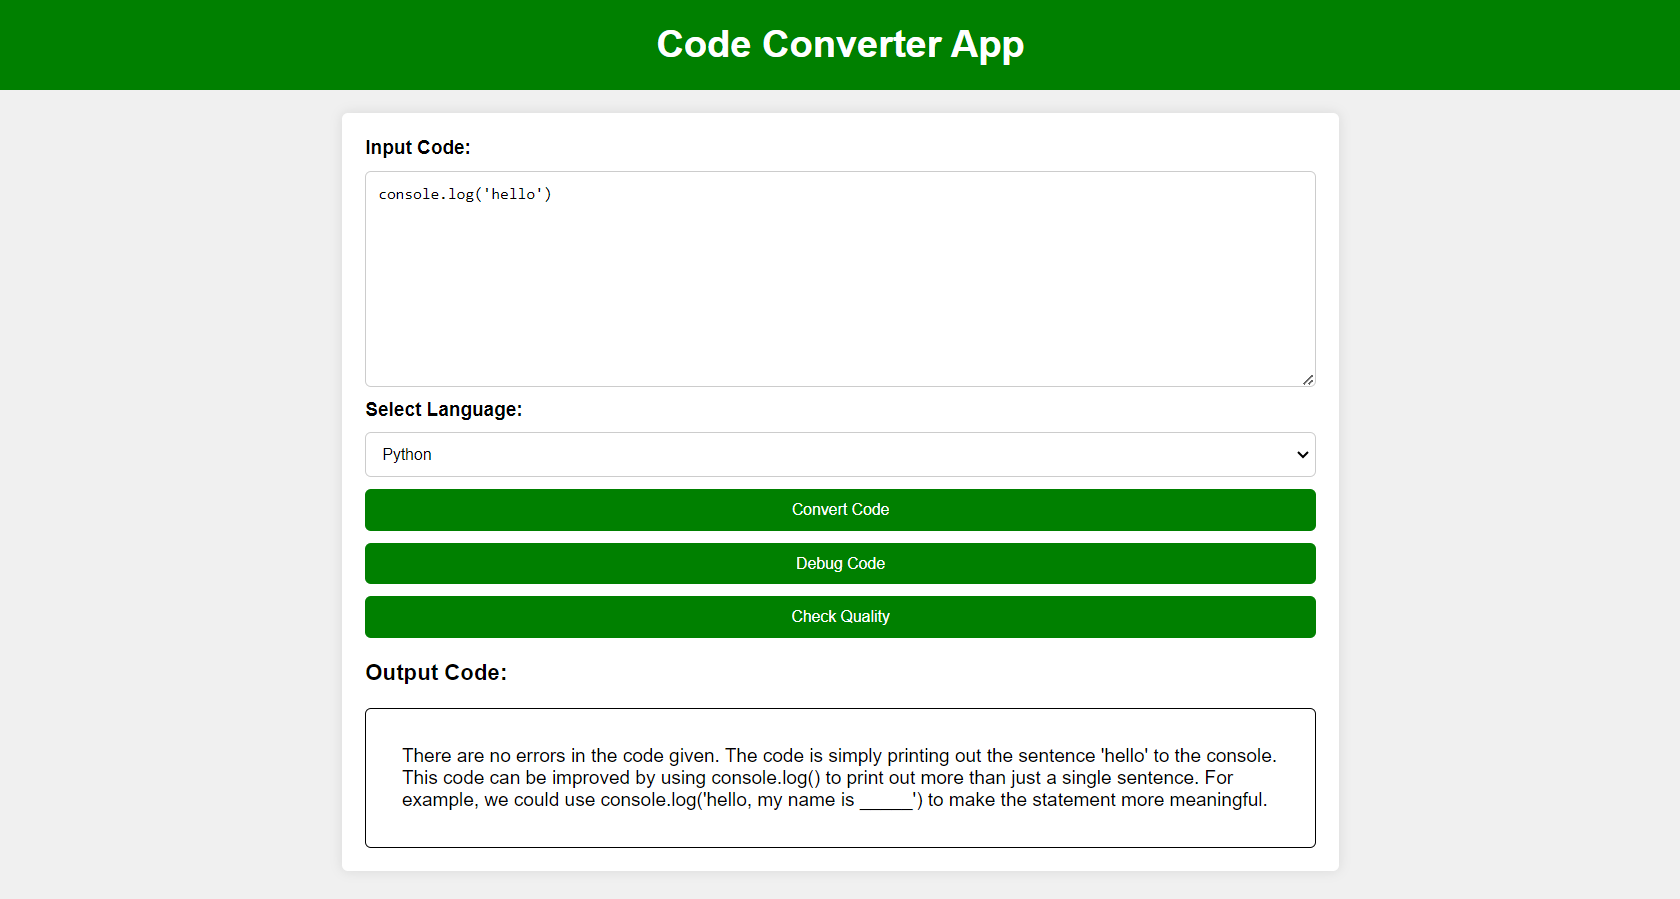 Code Converter App
Input Code:
console.log('hello')
Select Language:
Python
Convert Code
Debug Code
Check Quality
Output Code:
There are no errors in the code given. The code is simply printing out the sentence 'hello' to the console.
This code can be improved by using console.log() to print out more than just a single sentence. For
example, we could use console.log('hello, my name is _____') to make the statement more meaningful.